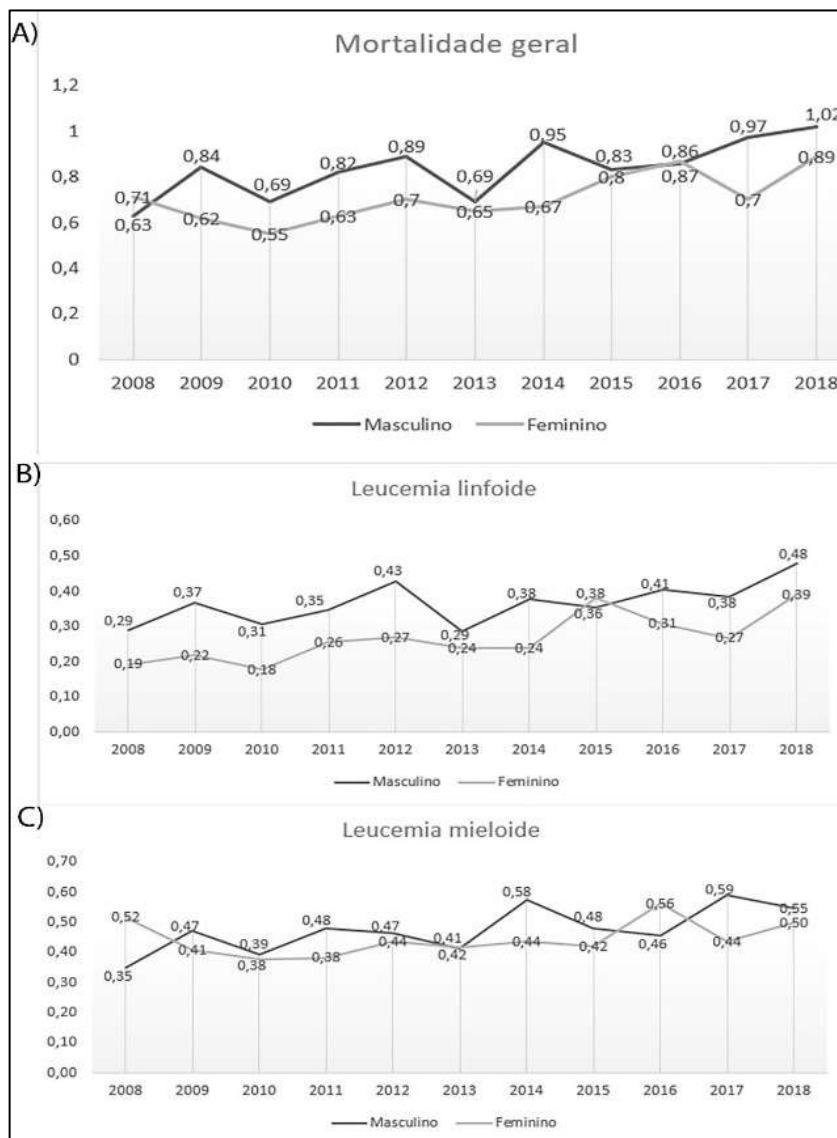 A)
Mortalidade geral
1,2
1
0,8
0,6
0,4
0,2
0
0,63 0,84 0,69 0,82 0,89 0,69 0,95 0,83 0,86 0,97 1,02
0,71 0,62 0,55 0,63 0,7 0,65 0,67 0,8 0,87 0,7 0,89
2008 2009 2010 2011 2012 2013 2014 2015 2016 2017 2018
Masculino Feminino
B)
Leucemia linfoide
0,60
0,50
0,40
0,30
0,20
0,10
0,00
0,29 0,37 0,31 0,35 0,43 0,29 0,38 0,36 0,41 0,38 0,48
0,19 0,22 0,18 0,26 0,27 0,24 0,24 0,38 0,31 0,27 0,39
2008 2009 2010 2011 2012 2013 2014 2015 2016 2017 2018
Masculino Feminino
C)
Leucemia mieloide
0,70
0,60
0,50
0,40
0,30
0,20
0,10
0,00
0,35 0,47 0,39 0,48 0,47 0,41 0,58 0,48 0,46 0,59 0,55
0,52 0,41 0,38 0,38 0,44 0,42 0,44 0,42 0,56 0,44 0,50
2008 2009 2010 2011 2012 2013 2014 2015 2016 2017 2018
Masculino Feminino